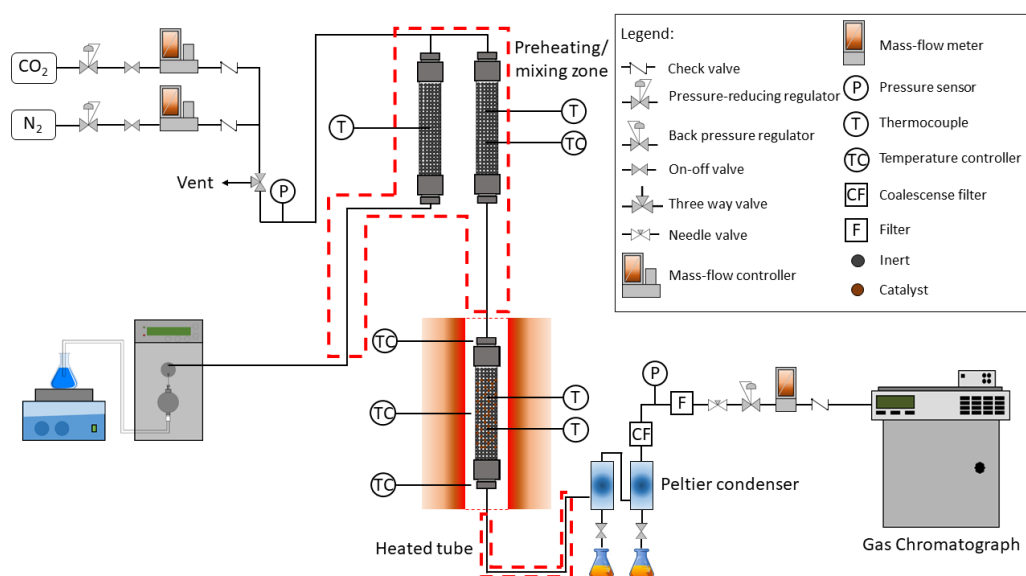 CO2
N2
Vent
P
T
Preheating/
mixing zone
T
TC
TC
TC
TC
T
T
Heated tube
P
F
CF
Peltier condenser
Gas Chromatograph
Legend:
Check valve
Pressure-reducing regulator
Back pressure regulator
On-off valve
Three way valve
Needle valve
Mass-flow controller
Mass-flow meter
P Pressure sensor
T Thermocouple
TC Temperature controller
CF Coalescense filter
F Filter
Inert
Catalyst